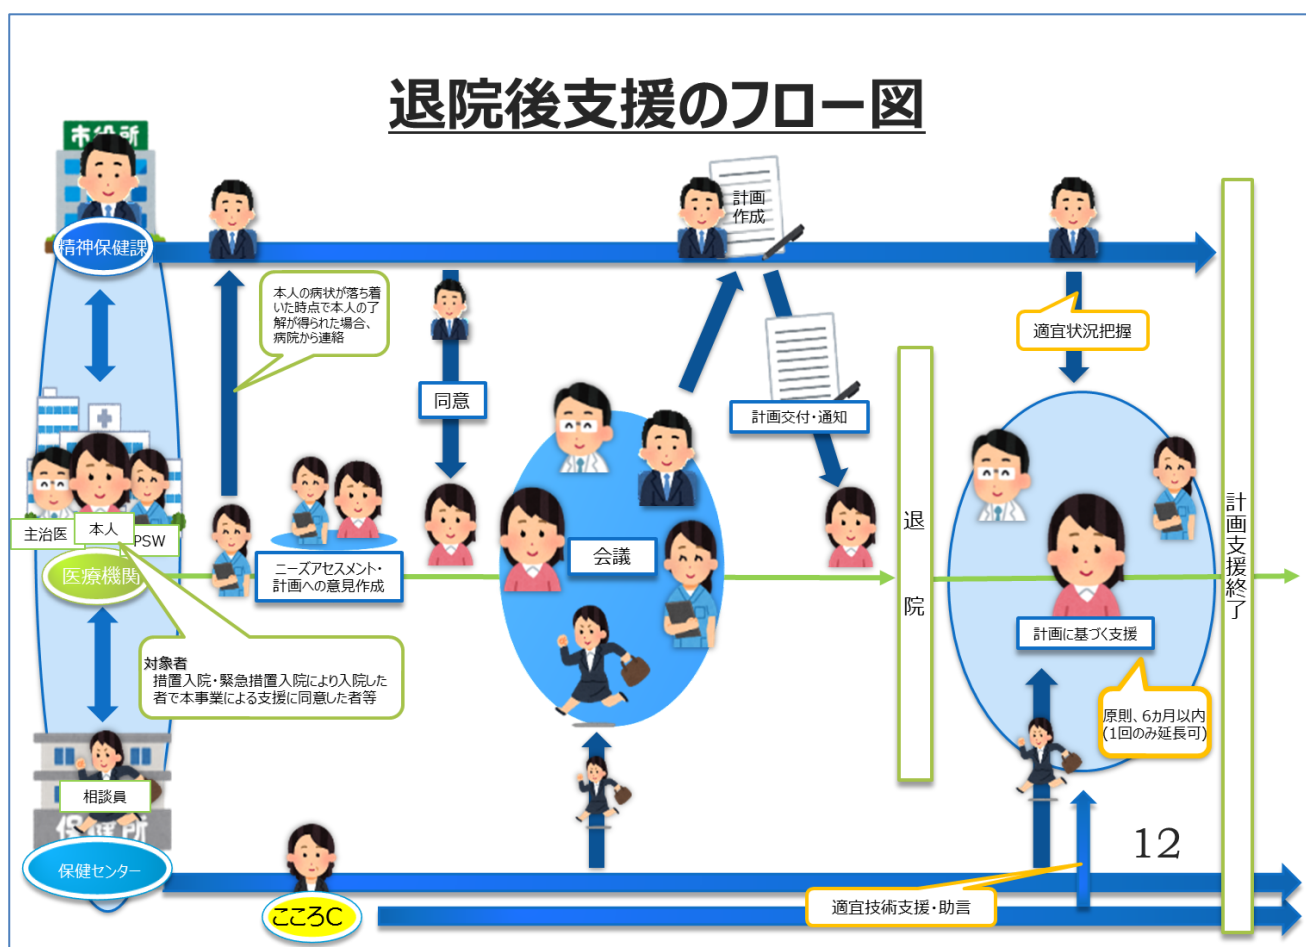 退院後支援のフロー図
市役所
精神保健課
計画
作成
本人の病状が落ち着
いた時点で本人の了
解が得られた場合、
病院から連絡
適宜状況把握
同意
計画交付・通知
主治医
本人
PSW
医療機関
ニーズアセスメント・
計画への意見作成
会議
退
院
計画に基づく支援
計画支援終了
対象者
措置入院・緊急措置入院により入院した
者で本事業による支援に同意した者等
原則、6カ月以内
(1回のみ延長可)
相談員
保健所
保健センター
こころC
適宜技術支援・助言
12